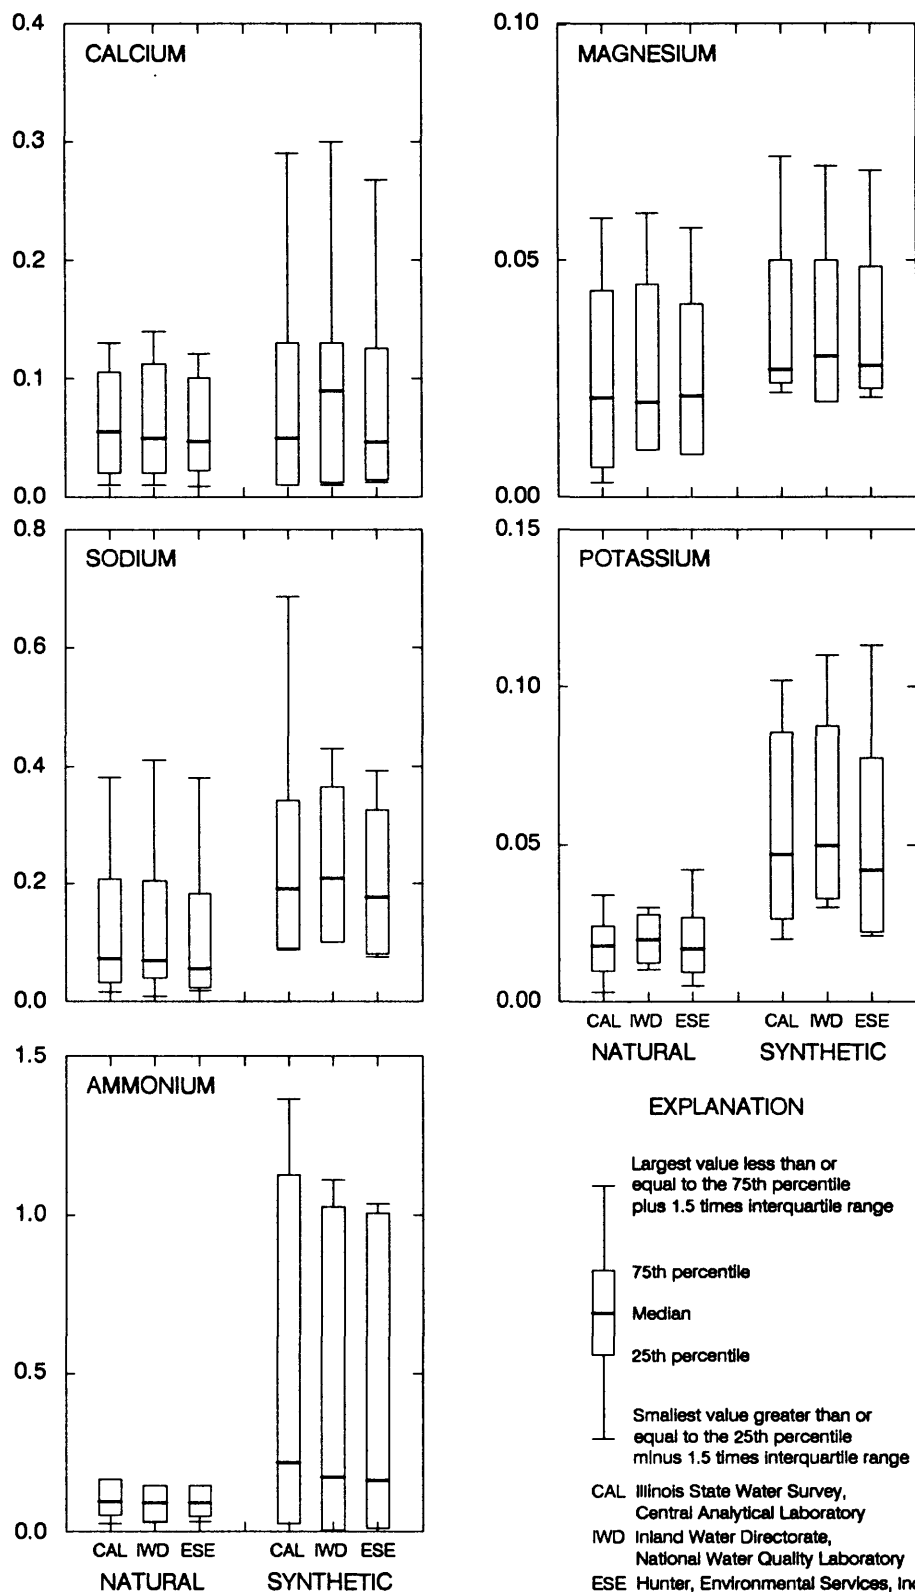 CALCIUM
0.4
0.3
0.2
0.1
0.0
MAGNESIUM
0.10
0.05
0.00
SODIUM
0.8
0.6
0.4
0.2
0.0
POTASSIUM
0.15
0.10
0.05
0.00
CAL IWD ESE CAL IWD ESE
NATURAL SYNTHETIC
AMMONIUM
1.5
1.0
0.5
0.0
CAL IWD ESE CAL IWD ESE
NATURAL SYNTHETIC
EXPLANATION
Largest value less than or
equal to the 75th percentile
plus 1.5 times interquartile range
75th percentile
Median
25th percentile
Smallest value greater than or
equal to the 25th percentile
minus 1.5 times interquartile range
CAL Illinois State Water Survey,
Central Analytical Laboratory
IWD Inland Water Directorate,
National Water Quality Laboratory
ESE Hunter, Environmental Services, Inc